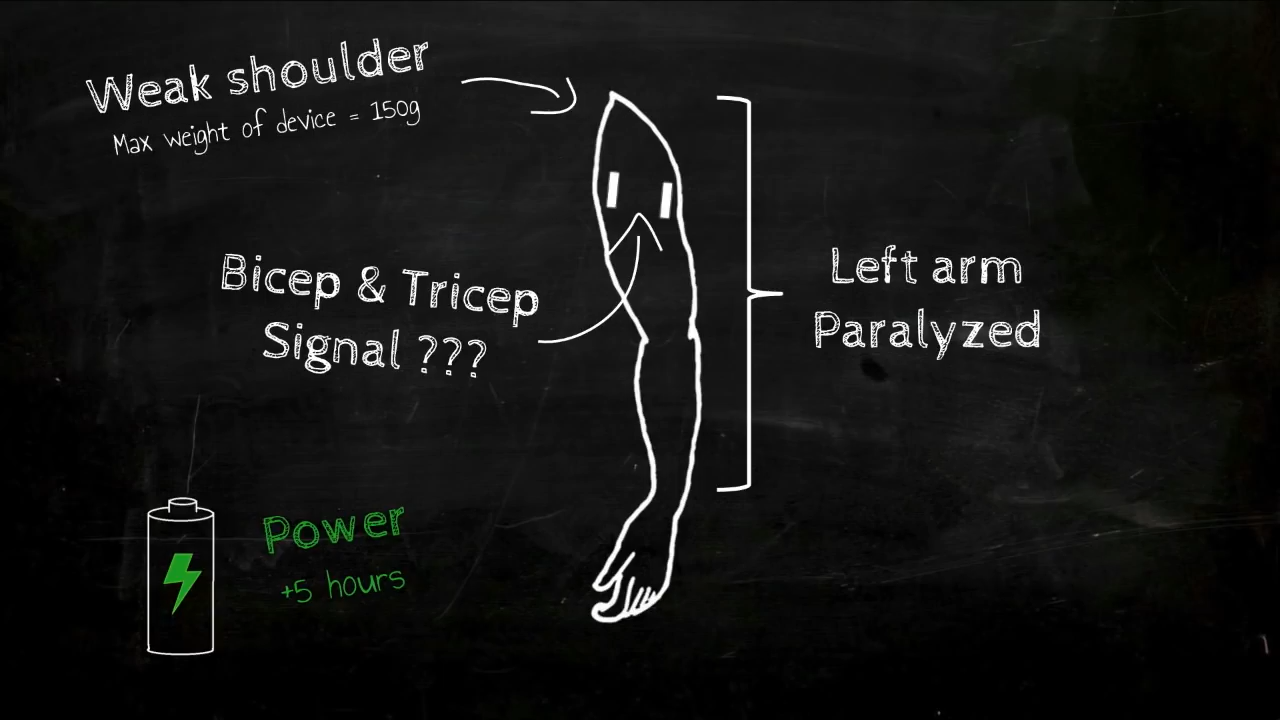 Weak shoulder
Max weight of device = 150g
Bicep & Tricep
Signal ???
Left arm
Paralyzed
Power
+5 hours